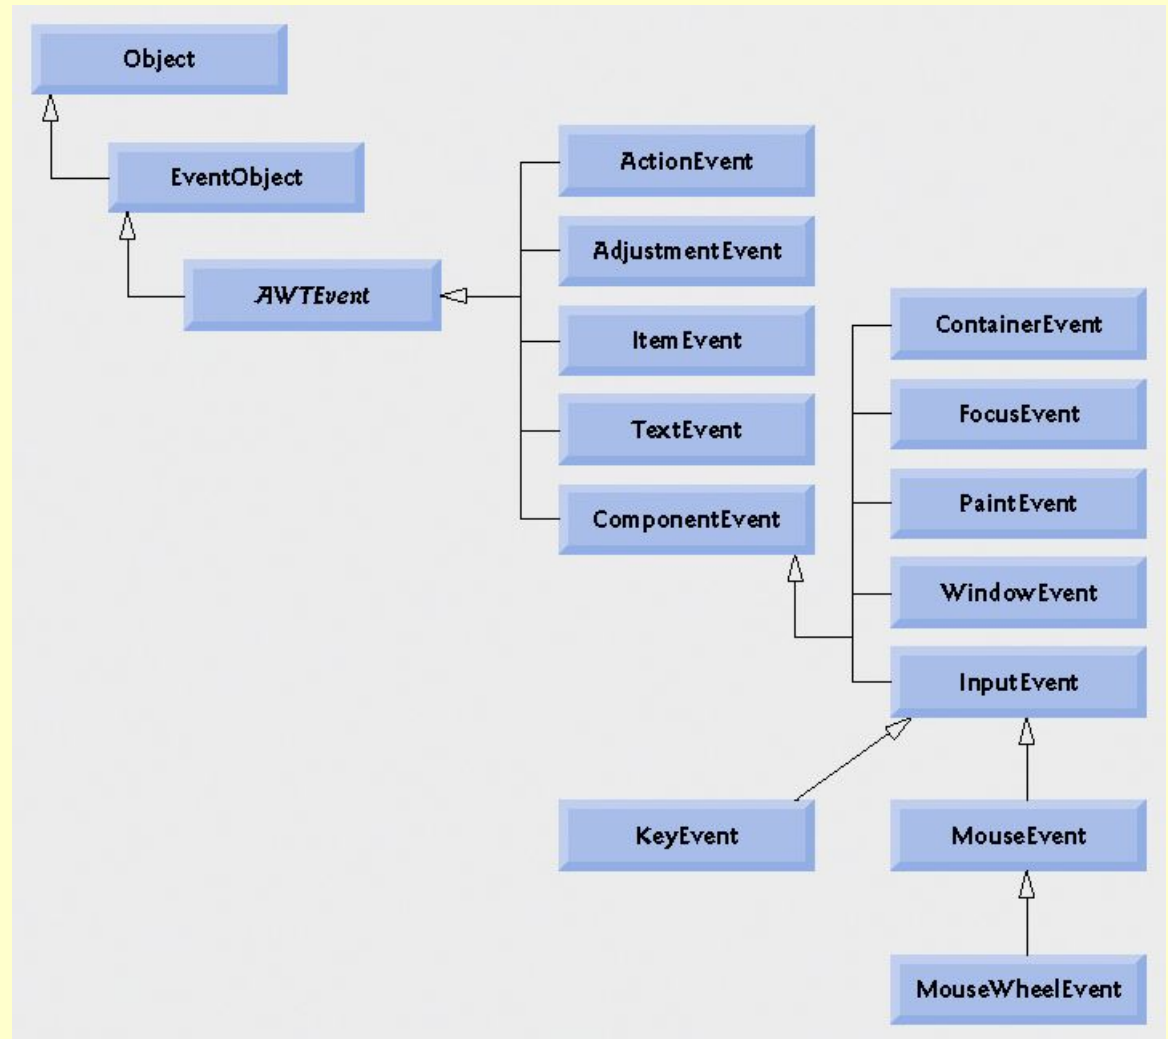 Object
EventObject
AWTEvent
ActionEvent
AdjustmentEvent
ItemEvent
TextEvent
ComponentEvent
ContainerEvent
FocusEvent
PaintEvent
WindowEvent
InputEvent
KeyEvent
MouseEvent
MouseWheelEvent